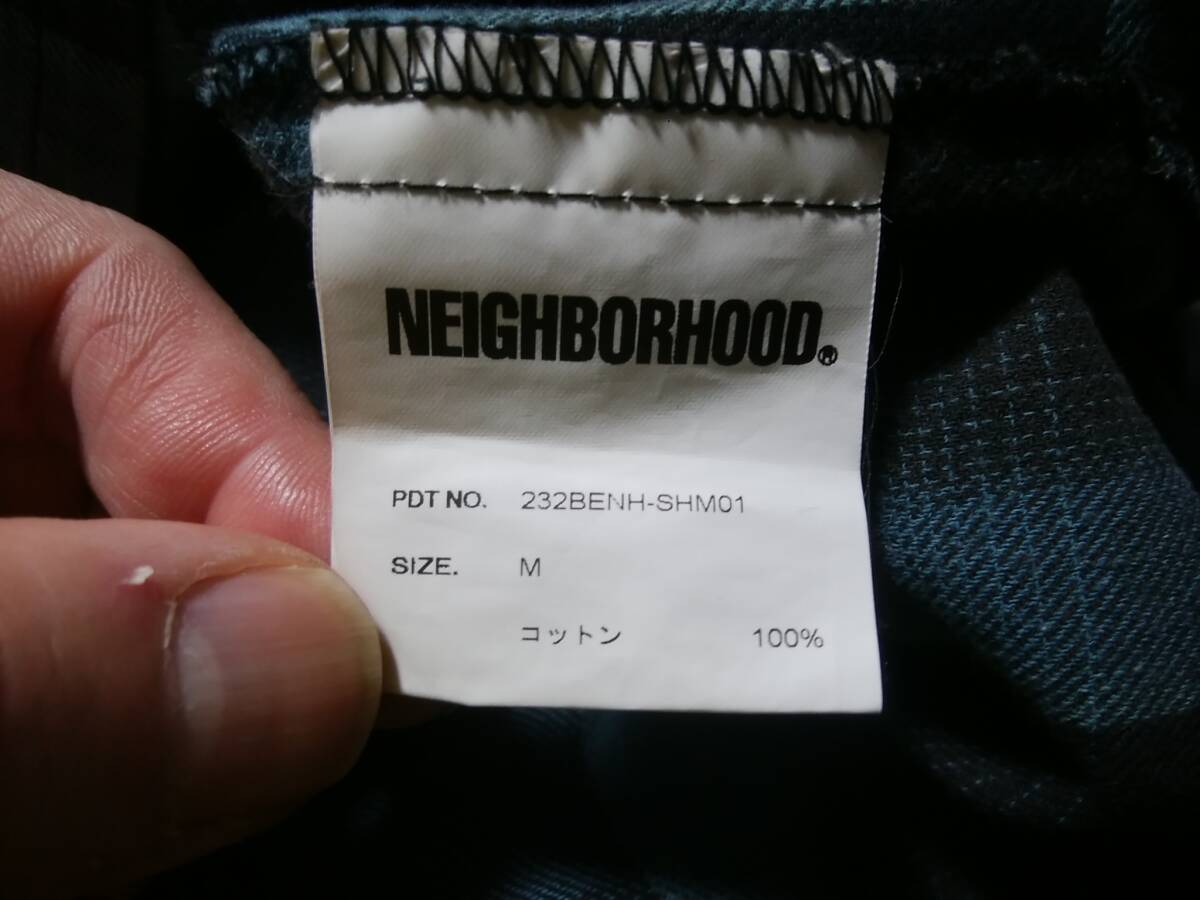 NEIGHBORHOOD®
PDT NO. 232BENH-SHM01
SIZE. M
コットン 100%